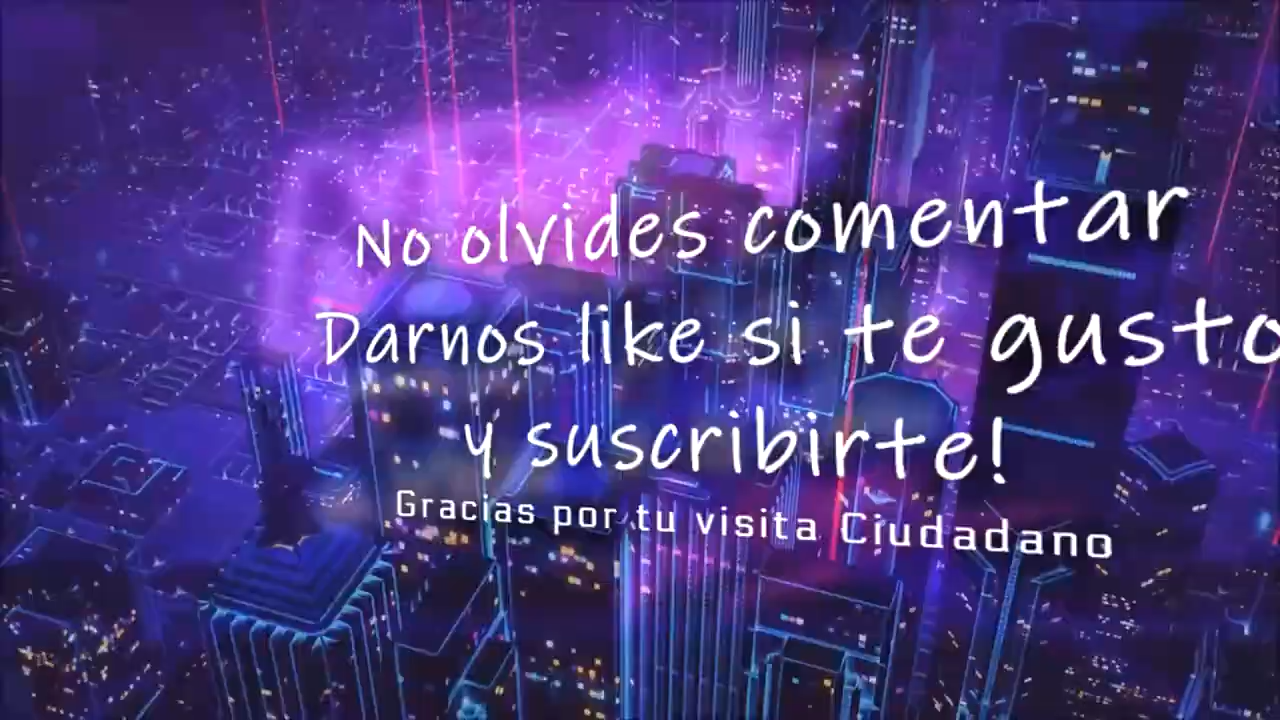 No olvides comentar
Darnos like si te gusto
y suscribirte!
Gracias por tu visita Ciudadano